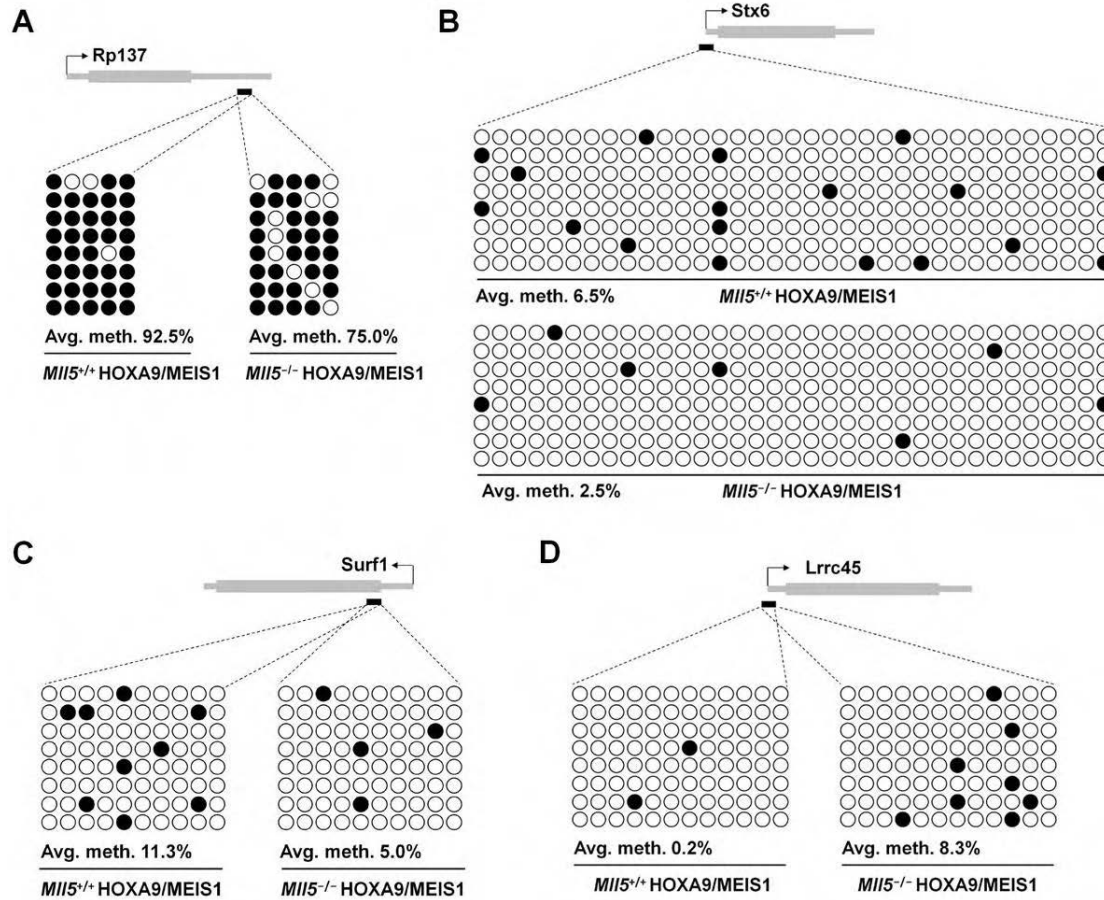 A
Rp137
Avg. meth. 92.5%
Mll5+/+ HOXA9/MEIS1
Avg. meth. 75.0%
Mll5−/− HOXA9/MEIS1
B
Stx6
Avg. meth. 6.5%
Mll5+/+ HOXA9/MEIS1
Avg. meth. 2.5%
Mll5−/− HOXA9/MEIS1
C
Surf1
Avg. meth. 11.3%
Mll5+/+ HOXA9/MEIS1
Avg. meth. 5.0%
Mll5−/− HOXA9/MEIS1
D
Lrrc45
Avg. meth. 0.2%
Mll5+/+ HOXA9/MEIS1
Avg. meth. 8.3%
Mll5−/− HOXA9/MEIS1